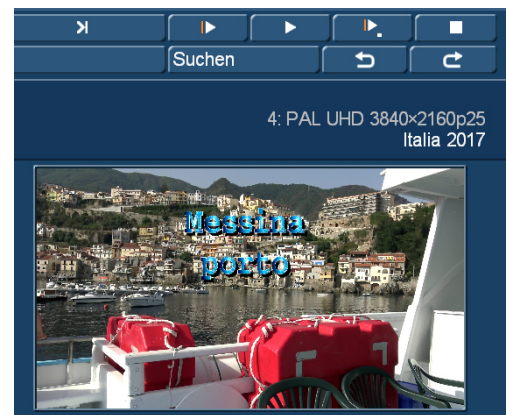 Suchen
4: PAL UHD 3840×2160p25
Italia 2017
Messina
porto